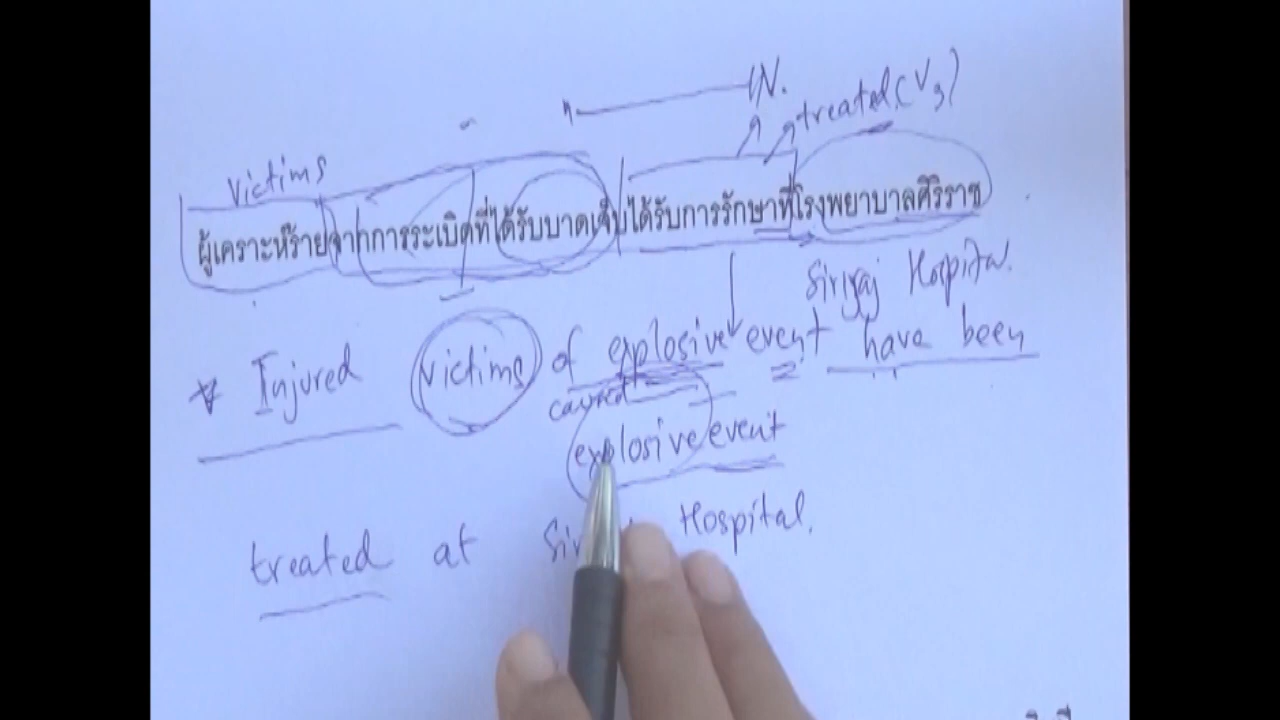 IN.
treated (V3)
victims
ผู้เคราะห์ร้ายจากการระเบิดที่ได้รับบาดเจ็บได้รับการรักษาที่โรงพยาบาลศิริราช
Siriraj Hospital.
Injured victims of explosive event have been
caused
explosive event
treated at Sir Hospital.